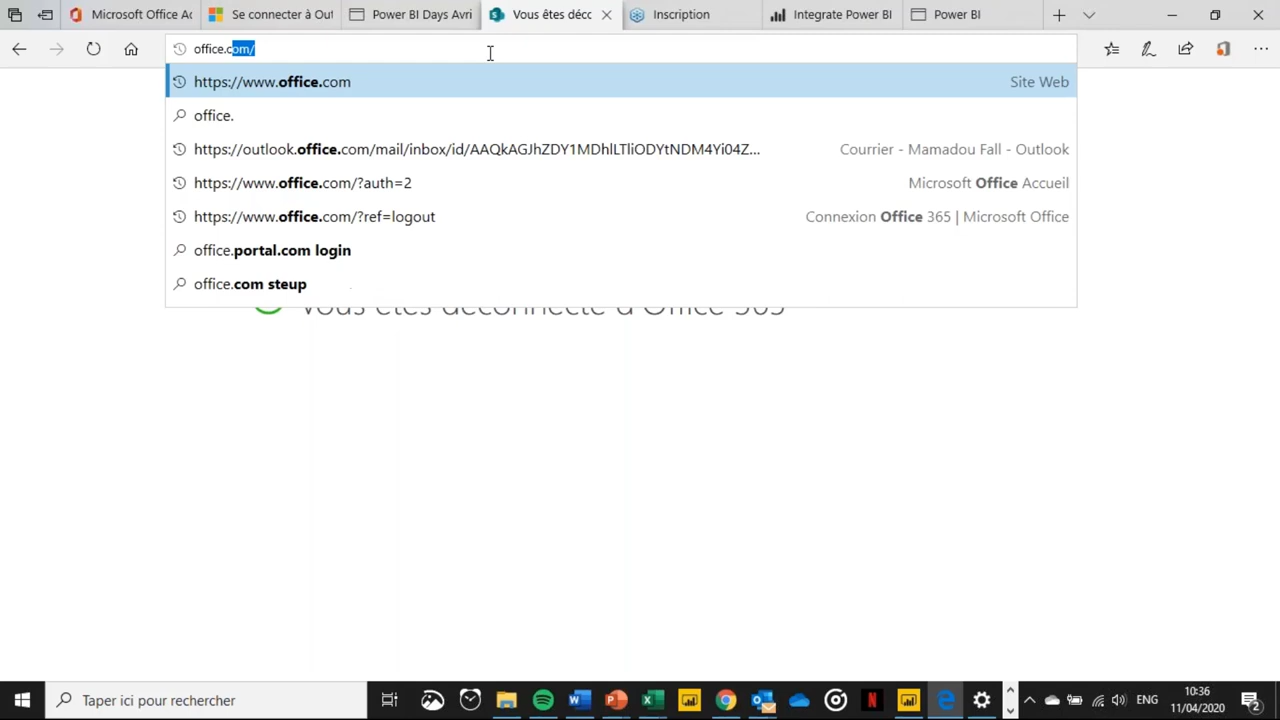 Microsoft Office Ac
Se connecter à Out
Power BI Days Avri
Vous êtes déco
Inscription
Integrate Power BI
Power BI
office.com/
https://www.office.com
Site Web
office.
https://outlook.office.com/mail/inbox/id/AAQkAGJhZDY1MDhlLTliODYtNDM4Yi04Z...
Courrier - Mamadou Fall - Outlook
https://www.office.com/?auth=2
Microsoft Office Accueil
https://www.office.com/?ref=logout
Connexion Office 365 | Microsoft Office
office.portal.com login
office.com steup
Vous êtes déconnecté d'Office 365
Taper ici pour rechercher
ENG
10:36
11/04/2020
2